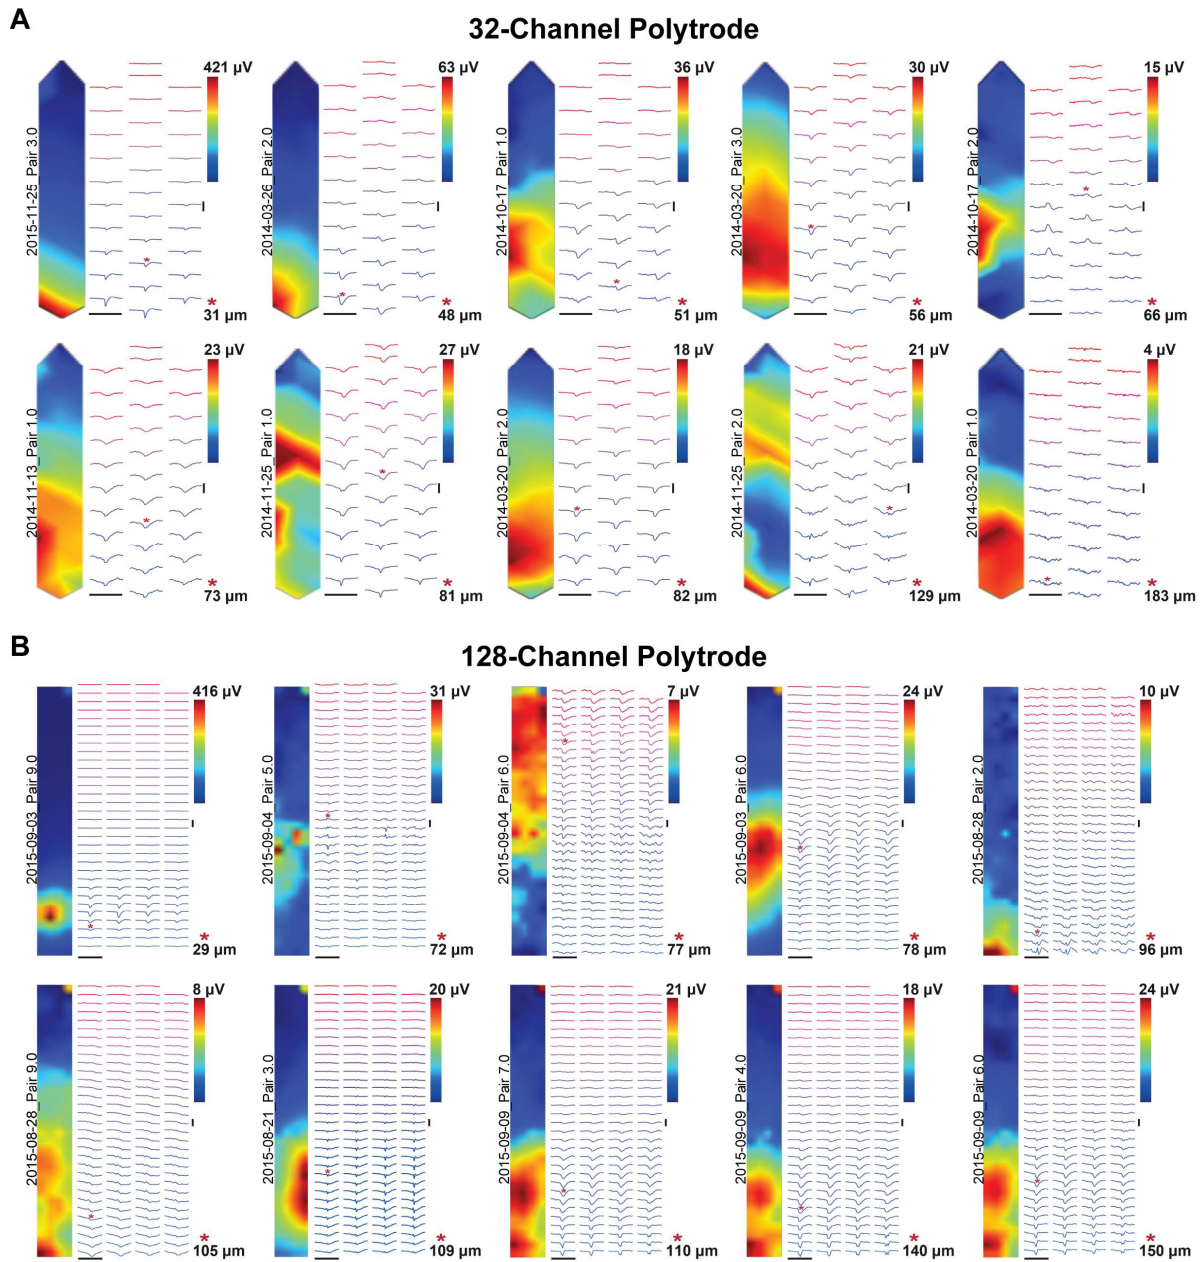 A
32-Channel Polytrode
2015-11-25_Pair 3.0
421 µV
*
31 µm
2014-03-26_Pair 2.0
63 µV
*
48 µm
2014-10-17_Pair 1.0
36 µV
*
51 µm
2014-03-20_Pair 3.0
30 µV
*
56 µm
2014-10-17_Pair 2.0
15 µV
*
66 µm
2014-11-13_Pair 1.0
23 µV
*
73 µm
2014-11-25_Pair 1.0
27 µV
*
81 µm
2014-03-20_Pair 2.0
18 µV
82 µm
2014-11-25_Pair 2.0
21 µV
*
129 µm
2014-03-20_Pair 1.0
4 µV
*
183 µm
B
128-Channel Polytrode
2015-09-03_Pair 9.0
416 µV
*
29 µm
2015-09-04_Pair 5.0
31 µV
*
72 µm
2015-09-04_Pair 6.0
7 µV
*
77 µm
2015-09-03_Pair 6.0
24 µV
*
78 µm
2015-08-28_Pair 2.0
10 µV
*
96 µm
2015-08-28_Pair 9.0
8 µV
*
105 µm
2015-08-21_Pair 3.0
20 µV
*
109 µm
2015-09-09_Pair 7.0
21 µV
*
110 µm
2015-09-09_Pair 4.0
18 µV
*
140 µm
2015-09-09_Pair 6.0
24 µV
*
150 µm